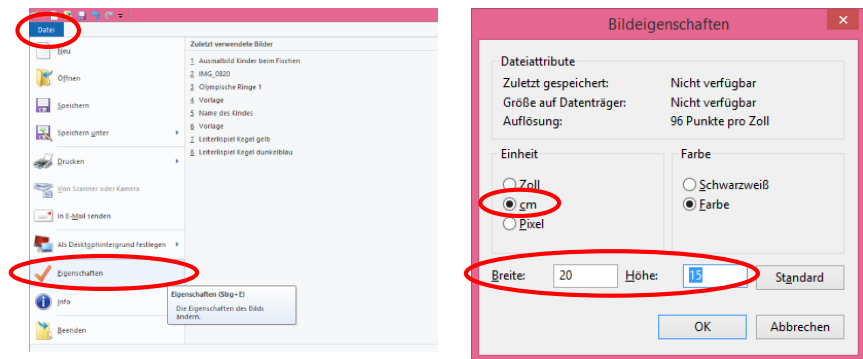 Datei
Neu
Öffnen
Speichern
Speichern unter
Drucken
Von Scanner oder Kamera
In E-Mail senden
Als Desktophintergrund festlegen
Eigenschaften
Info
Beenden
Zuletzt verwendete Bilder
1 Ausmalbild Kinder beim Fischen
2 IMG_0820
3 Olympische Ringe 1
4 Vorlage
5 Name des Kindes
6 Vorlage
7 Leiterlispiel Kegel gelb
8 Leiterlispiel Kegel dunkelblau
Eigenschaften (Strg+E)
Die Eigenschaften des Bilds
ändern.
Bildeigenschaften
Dateiattribute
Zuletzt gespeichert: Nicht verfügbar
Größe auf Datenträger: Nicht verfügbar
Auflösung: 96 Punkte pro Zoll
Einheit
Zoll
cm
Pixel
Farbe
Schwarzweiß
Farbe
Breite: 20 Höhe: 15 Standard
OK Abbrechen